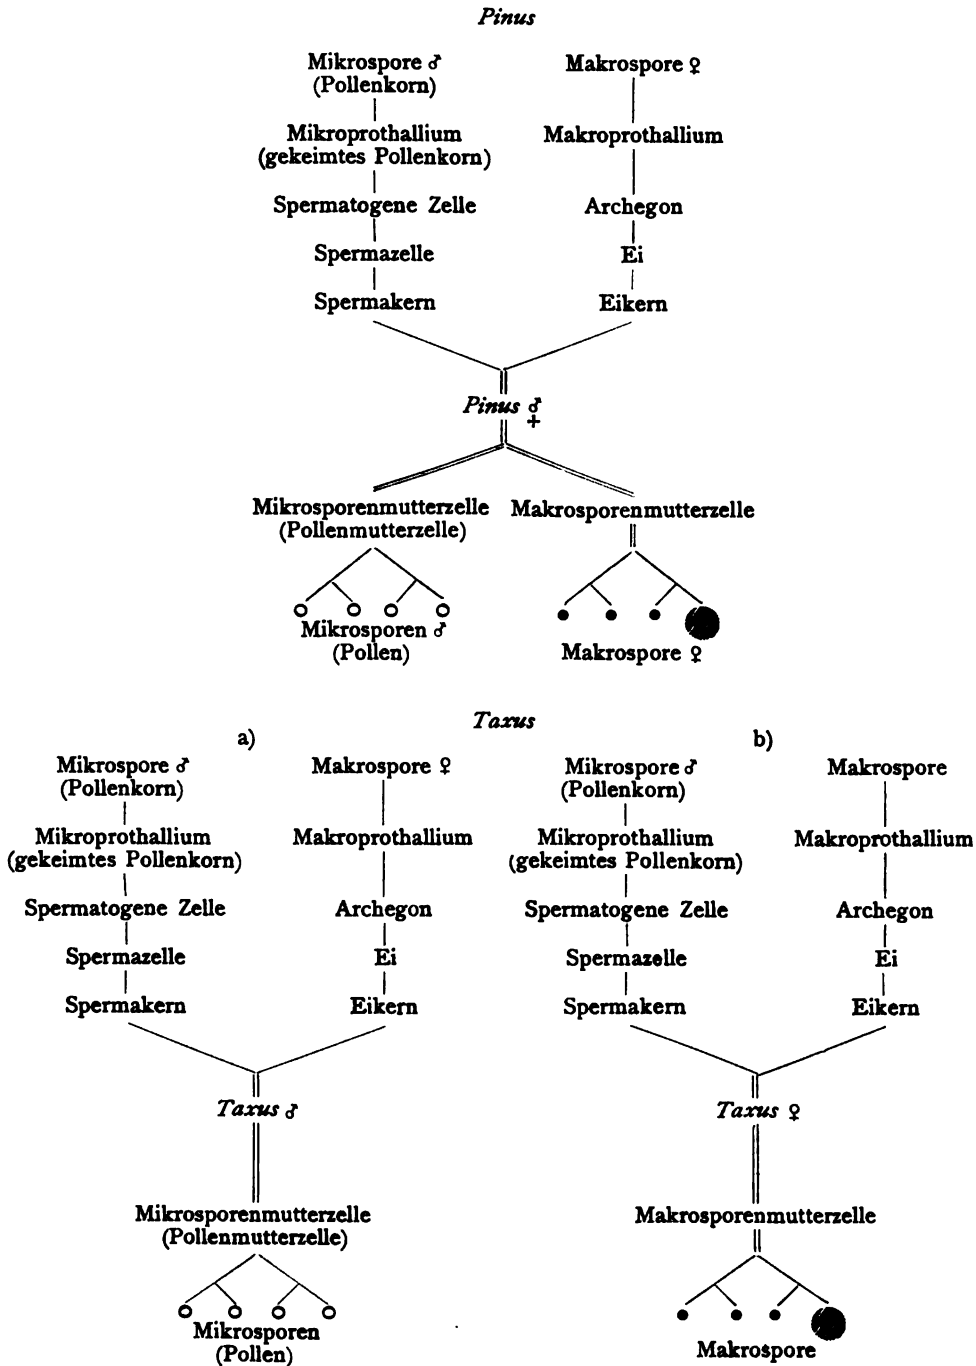 Pinus
Mikrospore ♂
(Pollenkorn)
Mikroprothallium
(gekeimtes Pollenkorn)
Spermatogene Zelle
Spermazelle
Spermakern
Makrospore ♀
Makroprothallium
Archegon
Ei
Eikern
Pinus ⚥
Mikrosporenmutterzelle
(Pollenmutterzelle)
Mikrosporen ♂
(Pollen)
Makrosporenmutterzelle
Makrospore ♀
Taxus
a)
Mikrospore ♂
(Pollenkorn)
Mikroprothallium
(gekeimtes Pollenkorn)
Spermatogene Zelle
Spermazelle
Spermakern
Makrospore ♀
Makroprothallium
Archegon
Ei
Eikern
Taxus ♂
Mikrosporenmutterzelle
(Pollenmutterzelle)
Mikrosporen
(Pollen)
b)
Mikrospore ♂
(Pollenkorn)
Mikroprothallium
(gekeimtes Pollenkorn)
Spermatogene Zelle
Spermazelle
Spermakern
Makrospore
Makroprothallium
Archegon
Ei
Eikern
Taxus ♀
Makrosporenmutterzelle
Makrospore